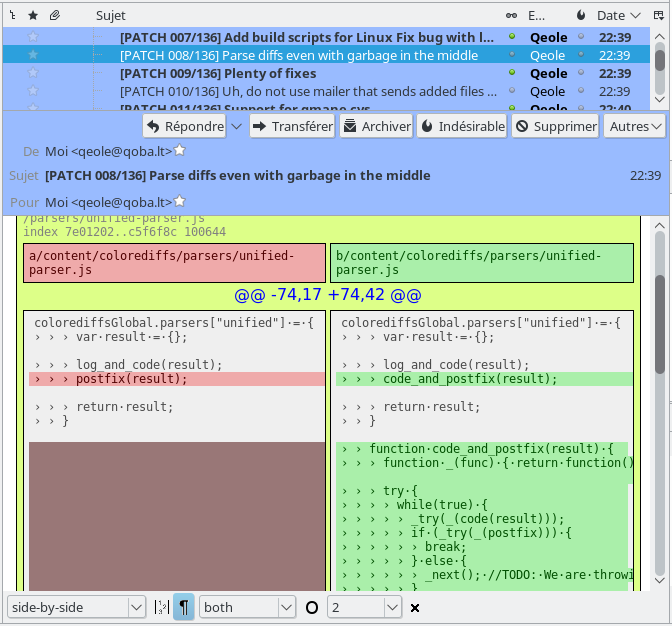 Sujet E... Date
[PATCH 007/136] Add build scripts for Linux Fix bug with l... Qeole 22:39
[PATCH 008/136] Parse diffs even with garbage in the middle Qeole 22:39
[PATCH 009/136] Plenty of fixes Qeole 22:39
[PATCH 010/136] Uh, do not use mailer that sends added files ... Qeole 22:39
[PATCH 011/136] Support for gmane cvs Qeole 22:40
Répondre Transférer Archiver Indésirable Supprimer Autres
De Moi <qeole@qoba.lt>
Sujet [PATCH 008/136] Parse diffs even with garbage in the middle 22:39
Pour Moi <qeole@qoba.lt>
/parsers/unified-parser.js
index 7e01202..c5f6f8c 100644
a/content/colorediffs/parsers/unified-
parser.js
b/content/colorediffs/parsers/unified-
parser.js
@@ -74,17 +74,42 @@
colorediffsGlobal.parsers["unified"]·=·{
› › › var·result·=·{};
› › › log_and_code(result);
› › › postfix(result);
› › › return·result;
› › }
colorediffsGlobal.parsers["unified"]·=·{
› › › var·result·=·{};
› › › log_and_code(result);
› › › code_and_postfix(result);
› › › return·result;
› › }
› › function·code_and_postfix(result)·{
› › › function·_(func)·{·return·function()
› › › try·{
› › › › while(true)·{
› › › › › _try(_(code(result)));
› › › › › if·(_try(_(postfix)))·{
› › › › › › break;
› › › › › }·else·{
› › › › › › _next();·//TODO:·We·are·throwi
› › › › › }
side-by-side 1 2 3 ¶ both O 2 ×